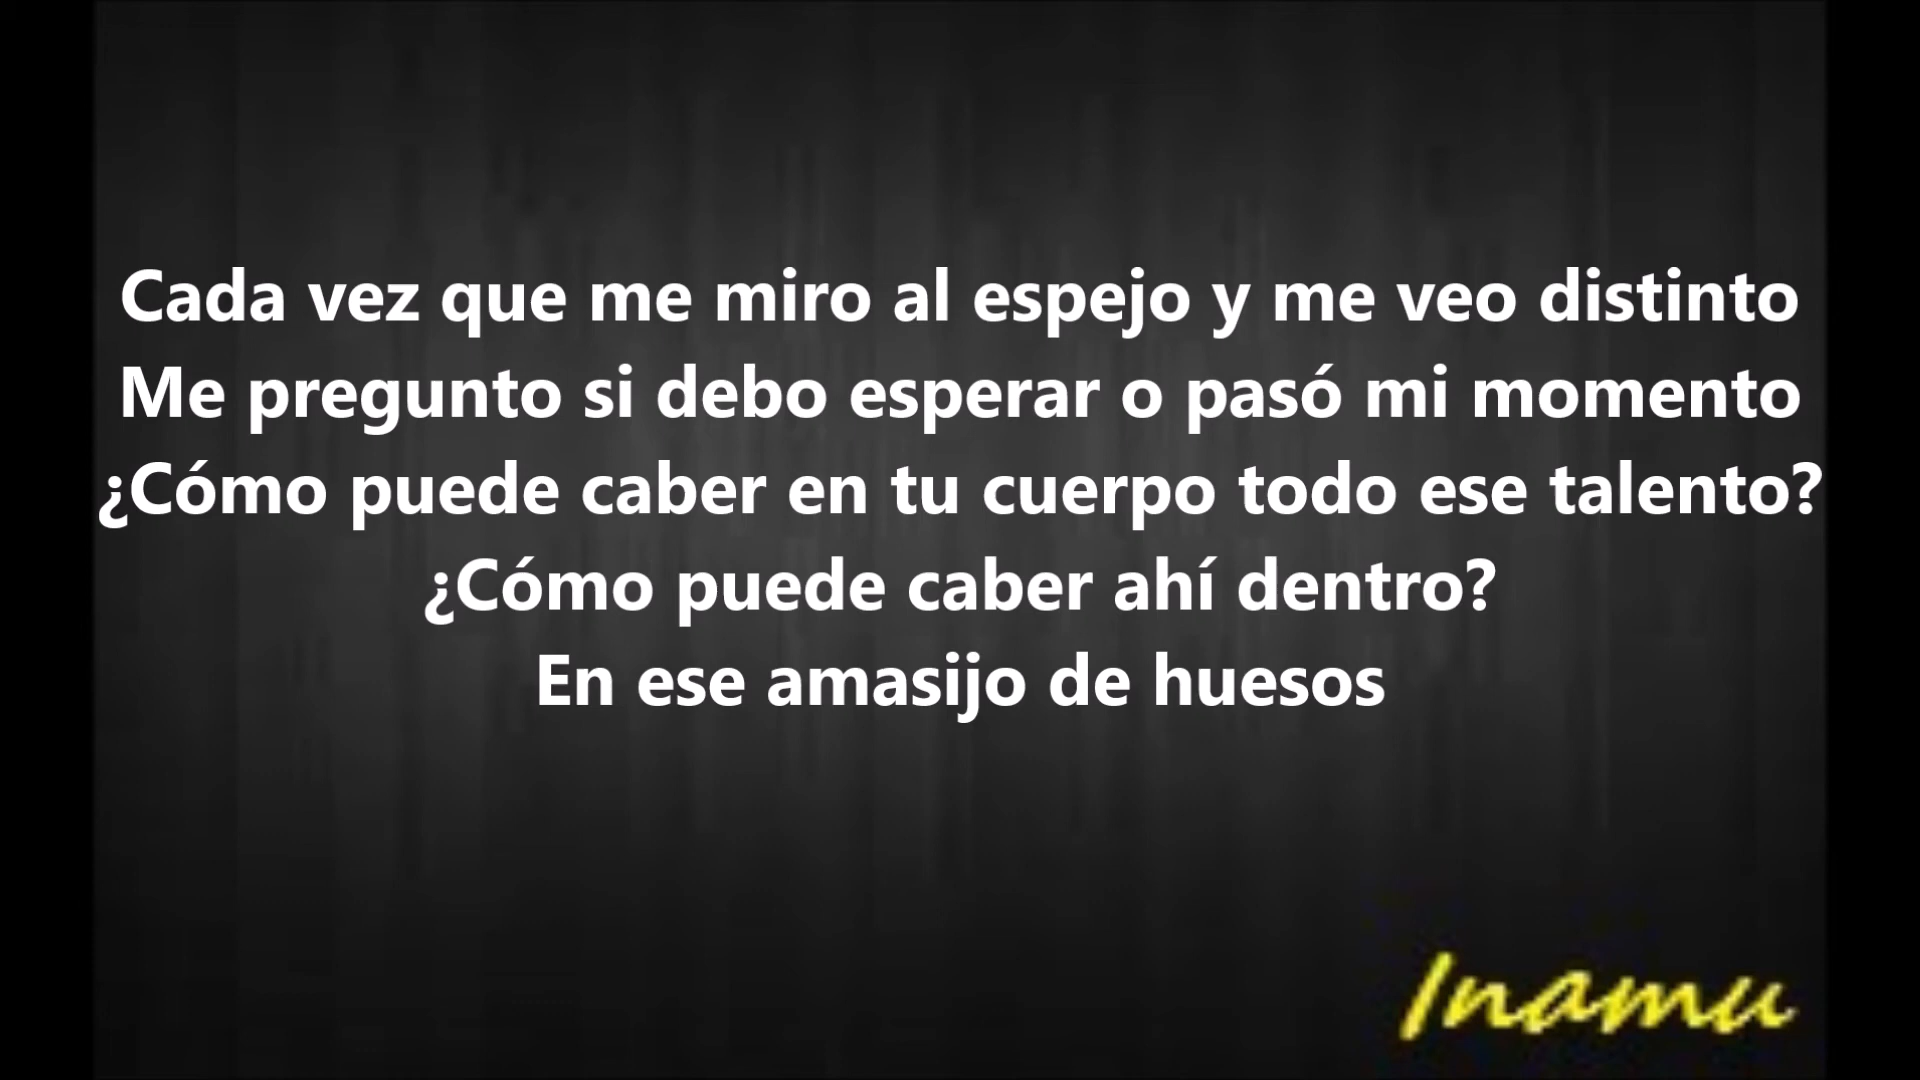 Cada vez que me miro al espejo y me veo distinto
Me pregunto si debo esperar o pasó mi momento
¿Cómo puede caber en tu cuerpo todo ese talento?
¿Cómo puede caber ahí dentro?
En ese amasijo de huesos
Inamu